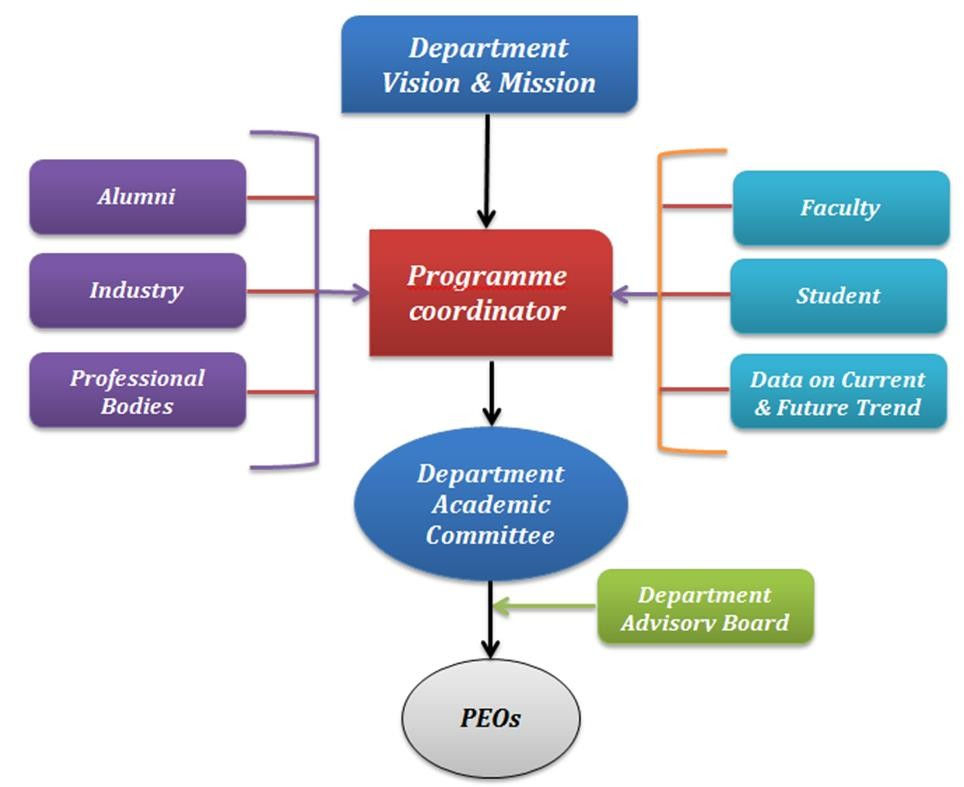 Department
Vision & Mission
Alumni
Industry
Professional
Bodies
Programme
coordinator
Faculty
Student
Data on Current
& Future Trend
Department
Academic
Committee
Department
Advisory Board
PEOs